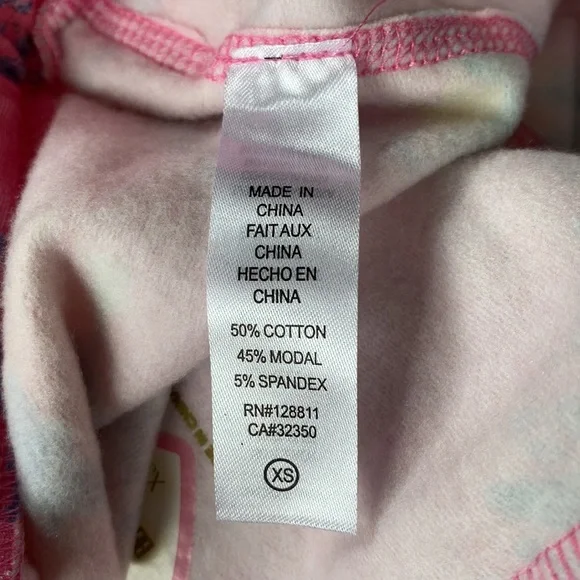 MADE IN
CHINA
FAIT AUX
CHINA
HECHO EN
CHINA
50% COTTON
45% MODAL
5% SPANDEX
RN#128811
CA#32350
XS